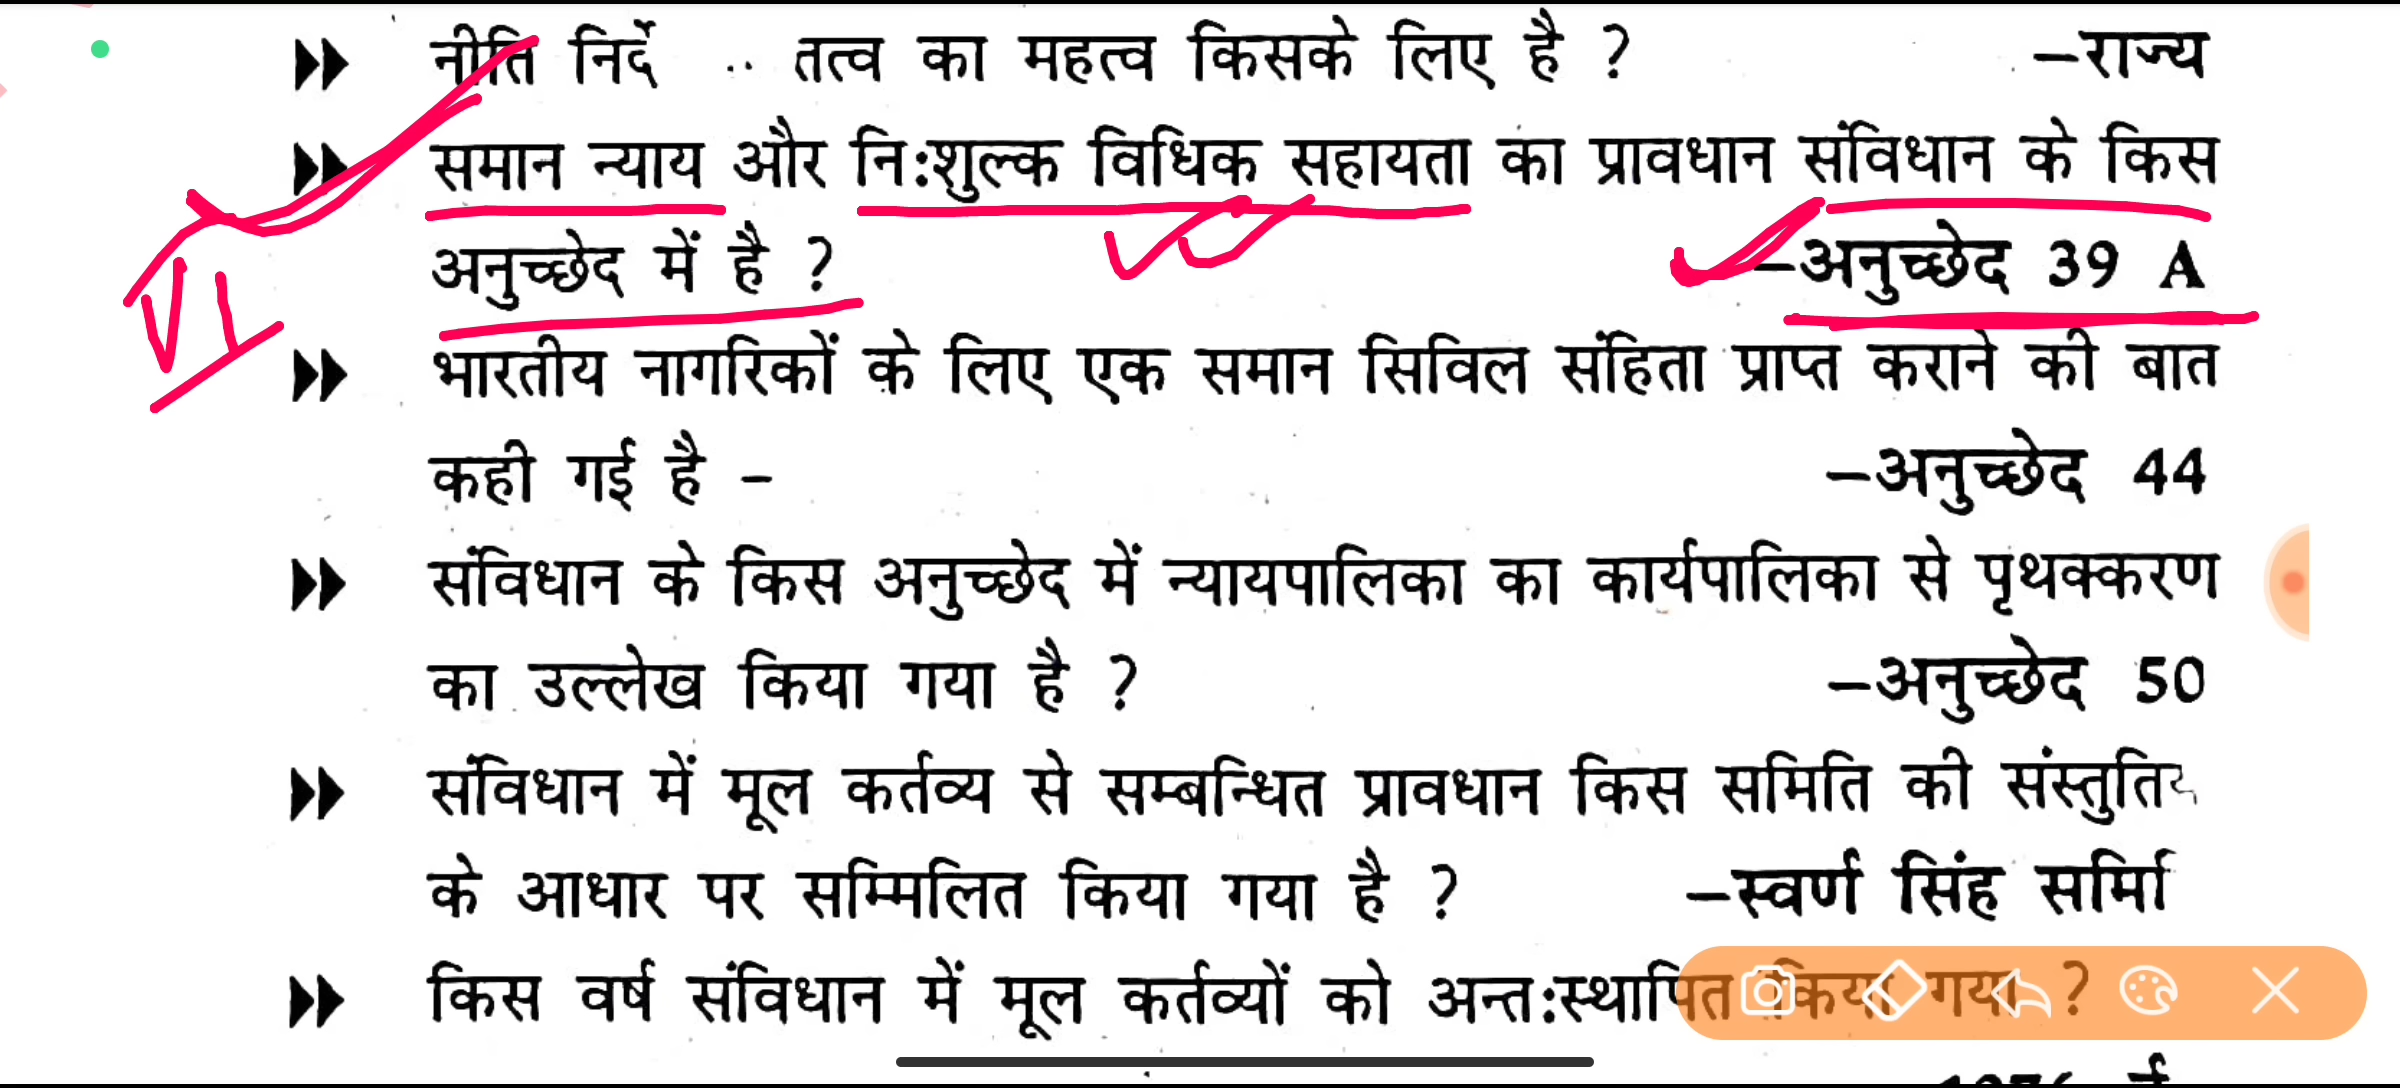 नीति निर्दे .. तत्व का महत्व किसके लिए है ? –राज्य
समान न्याय और नि:शुल्क विधिक सहायता का प्रावधान संविधान के किस
अनुच्छेद में है ? –अनुच्छेद 39 A
VI
भारतीय नागरिकों के लिए एक समान सिविल संहिता प्राप्त कराने की बात
कही गई है – –अनुच्छेद 44
संविधान के किस अनुच्छेद में न्यायपालिका का कार्यपालिका से पृथक्करण
का उल्लेख किया गया है ? –अनुच्छेद 50
संविधान में मूल कर्तव्य से सम्बन्धित प्रावधान किस समिति की
के आधार पर सम्मिलित किया गया है ? –स्वर्ण सिंह
किस वर्ष संविधान में मूल कर्तव्यों को अन्त:स्थापित किया गया ?